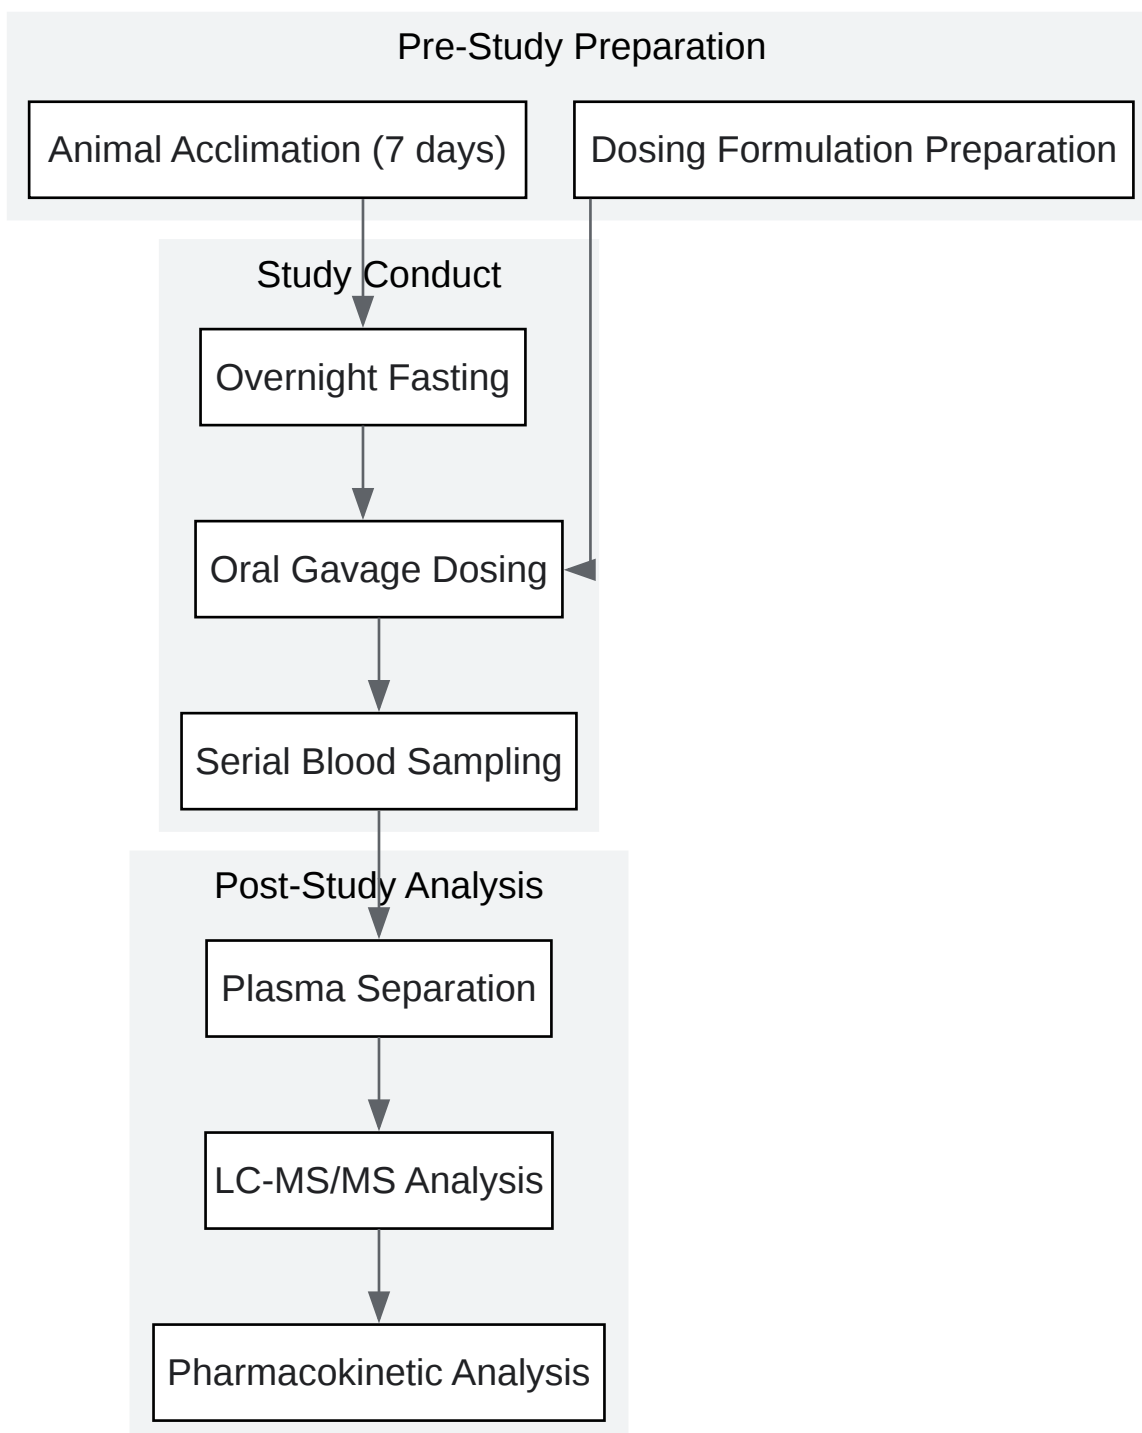 Pre-Study Preparation
Animal Acclimation (7 days)
Dosing Formulation Preparation
Study Conduct
Overnight Fasting
Oral Gavage Dosing
Serial Blood Sampling
Post-Study Analysis
Plasma Separation
LC-MS/MS Analysis
Pharmacokinetic Analysis